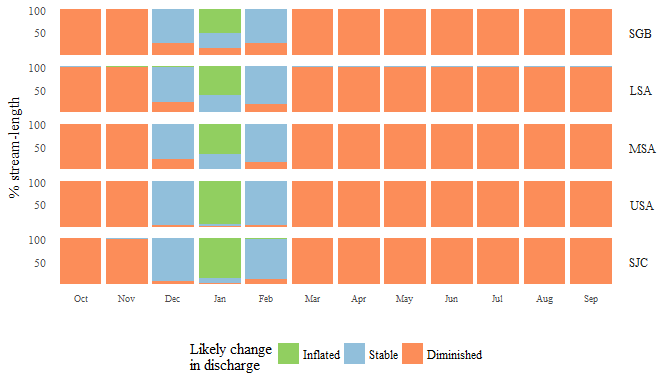 100
50
SGB
100
50
LSA
100
50
MSA
100
50
USA
100
50
SJC
% stream-length
Oct Nov Dec Jan Feb Mar Apr May Jun Jul Aug Sep
Likely change
in discharge
Inflated Stable Diminished